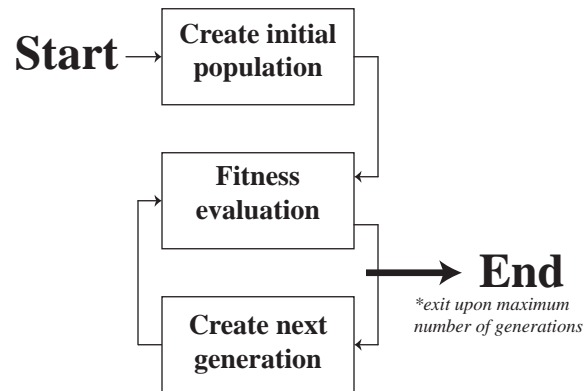 Start
Create initial
population
Fitness
evaluation
End
*exit upon maximum
number of generations
Create next
generation